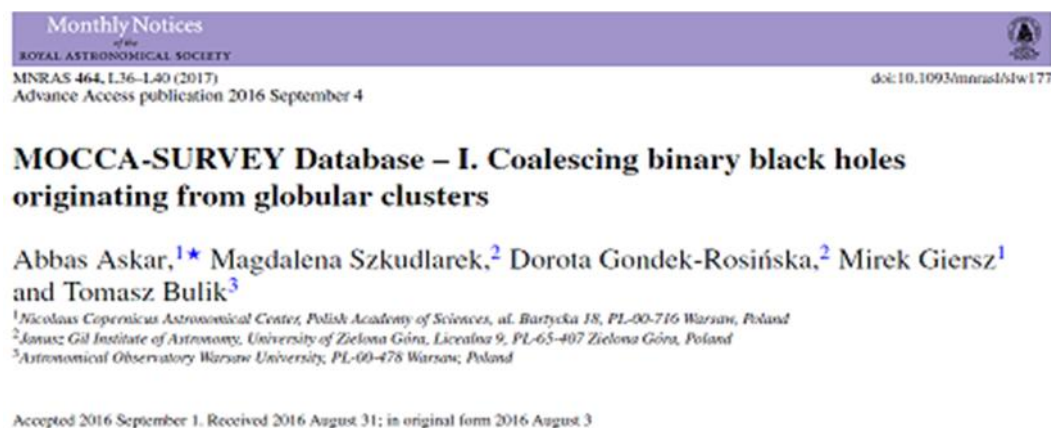 Monthly Notices
of the
ROYAL ASTRONOMICAL SOCIETY
MNRAS 464, L36–L40 (2017)
doi:10.1093/mnrasl/slw177
Advance Access publication 2016 September 4
MOCCA-SURVEY Database – I. Coalescing binary black holes
originating from globular clusters
Abbas Askar,1★ Magdalena Szkudlarek,2 Dorota Gondek-Rosińska,2 Mirek Giersz1
and Tomasz Bulik3
1Nicolaus Copernicus Astronomical Center, Polish Academy of Sciences, ul. Bartycka 18, PL-00-716 Warsaw, Poland
2Janusz Gil Institute of Astronomy, University of Zielona Góra, Licealna 9, PL-65-407 Zielona Góra, Poland
3Astronomical Observatory Warsaw University, PL-00-478 Warsaw, Poland
Accepted 2016 September 1. Received 2016 August 31; in original form 2016 August 3